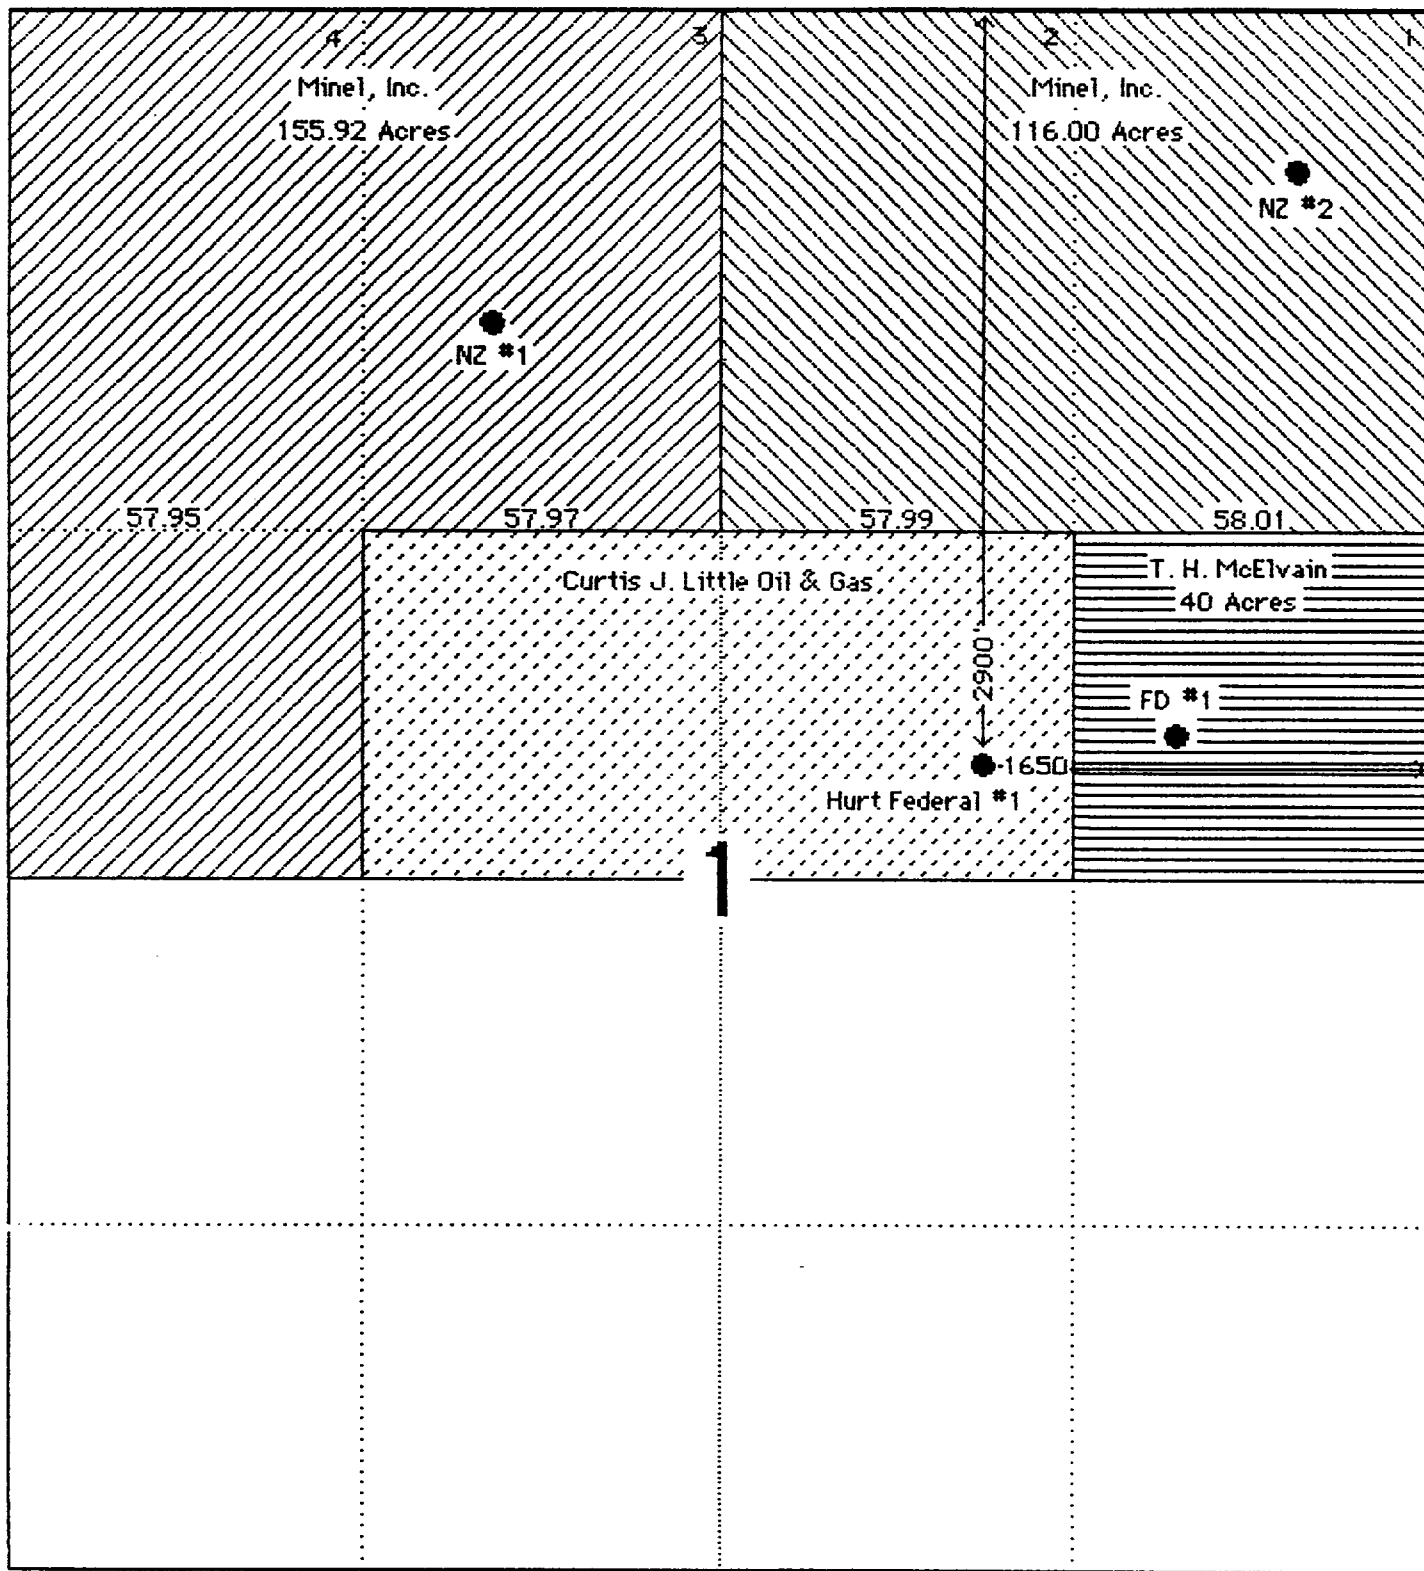 4
3
2
1
Minel, Inc.
155.92 Acres
Minel, Inc.
116.00 Acres
NZ #2
NZ #1
57.95
57.97
57.99
58.01
Curtis J. Little Oil & Gas
T. H. McElvain
40 Acres
2900
FD #1
1650
Hurt Federal #1
1